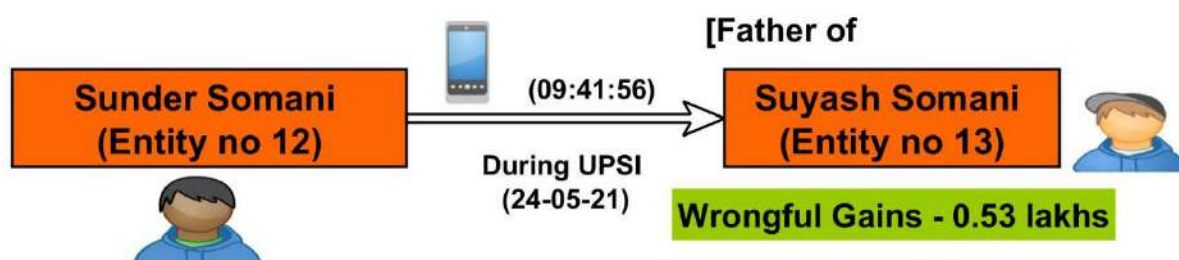 [Father of
Sunder Somani
(Entity no 12)
(09:41:56)
During UPSI
(24-05-21)
Suyash Somani
(Entity no 13)
Wrongful Gains - 0.53 lakhs